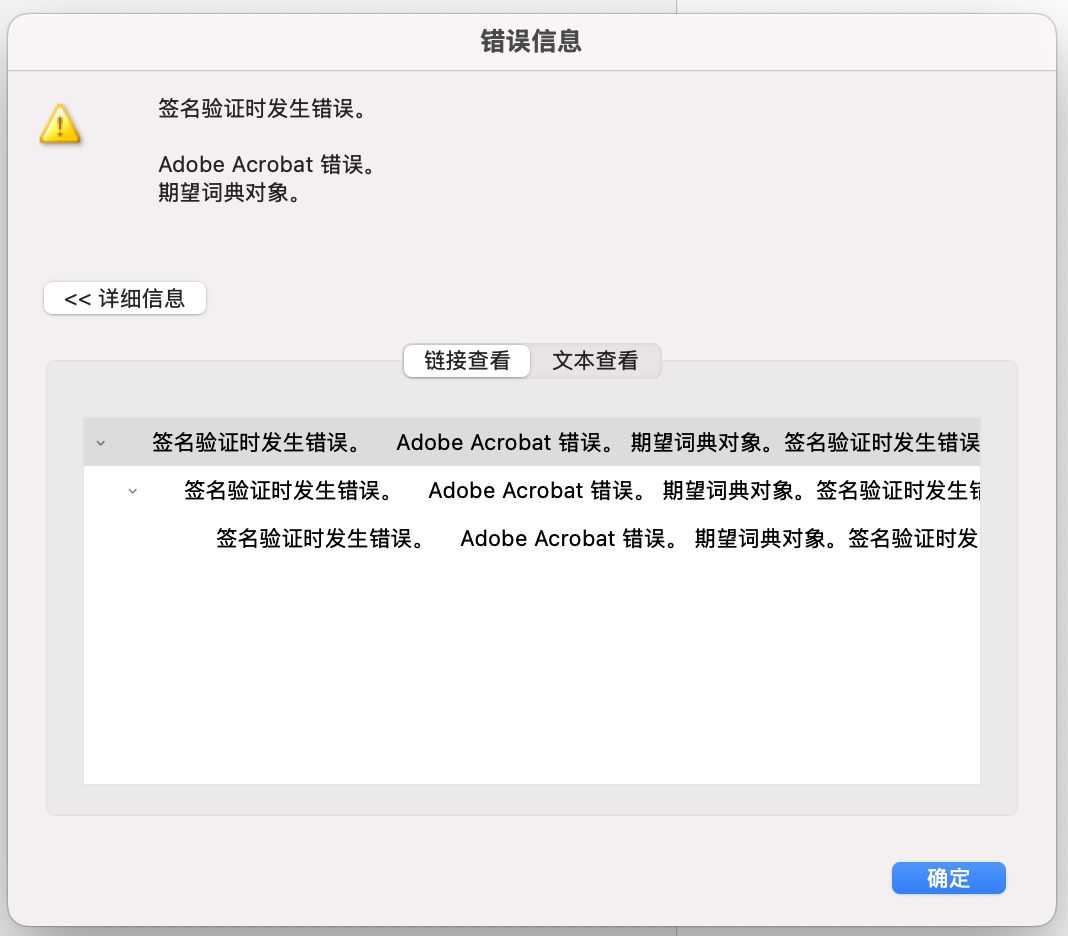 错误信息
签名验证时发生错误。
Adobe Acrobat 错误。
期望词典对象。
<< 详细信息
链接查看 文本查看
签名验证时发生错误。 Adobe Acrobat 错误。 期望词典对象。签名验证时发生错误
签名验证时发生错误。 Adobe Acrobat 错误。 期望词典对象。签名验证时发生
签名验证时发生错误。 Adobe Acrobat 错误。 期望词典对象。签名验证时发
确定